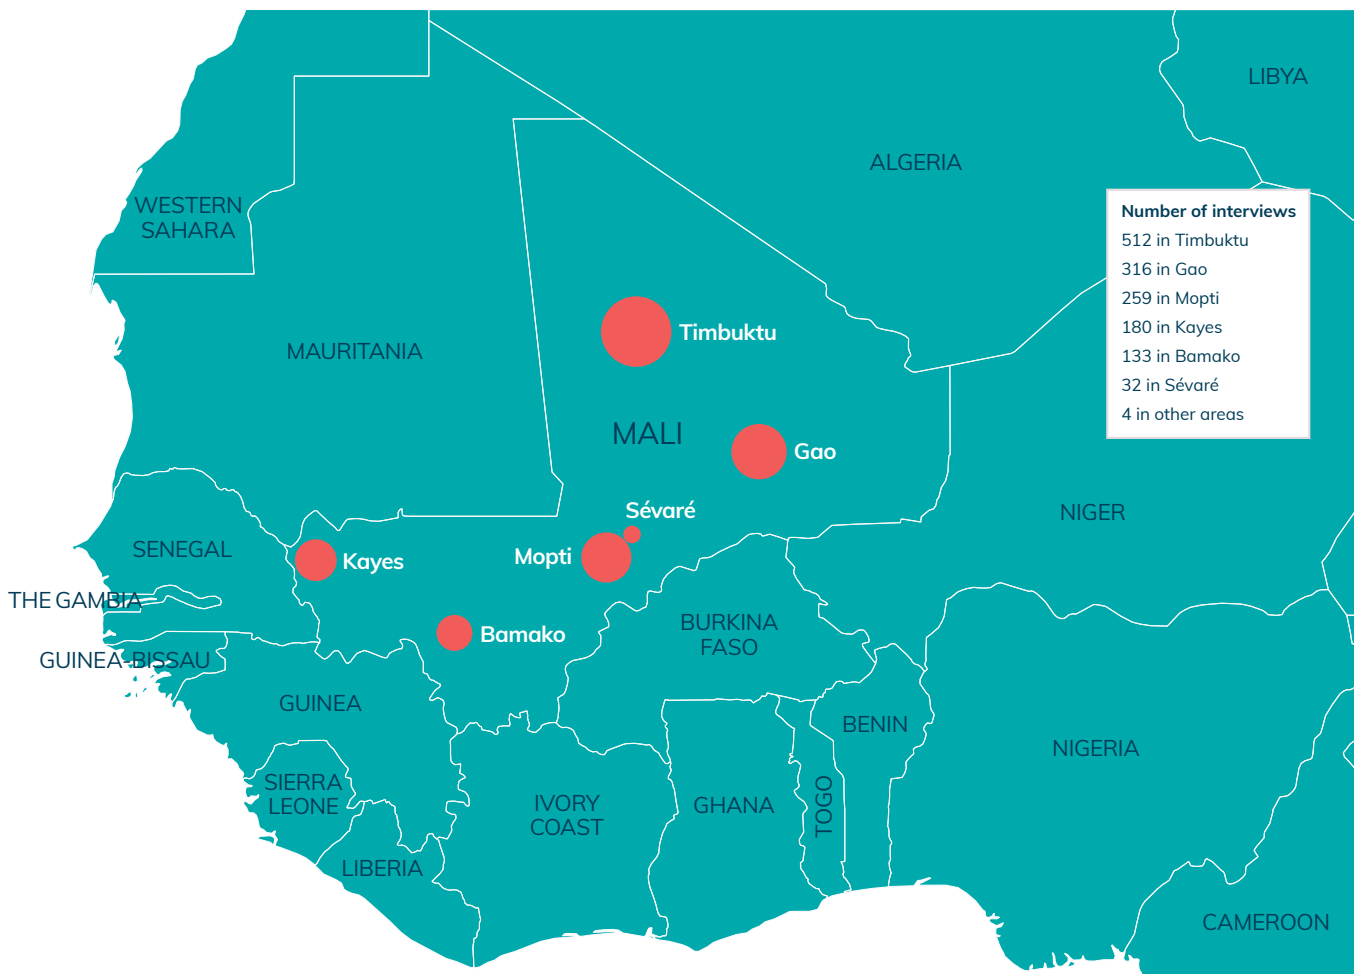 LIBYA
ALGERIA
WESTERN
SAHARA
Number of interviews
512 in Timbuktu
316 in Gao
259 in Mopti
180 in Kayes
133 in Bamako
32 in Sévaré
4 in other areas
Timbuktu
MAURITANIA
MALI
Gao
Sévaré
NIGER
SENEGAL
Kayes
Mopti
THE GAMBIA
BURKINA
FASO
Bamako
GUINEA-BISSAU
GUINEA
BENIN
NIGERIA
SIERRA
LEONE
IVORY
COAST
GHANA
TOGO
LIBERIA
CAMEROON